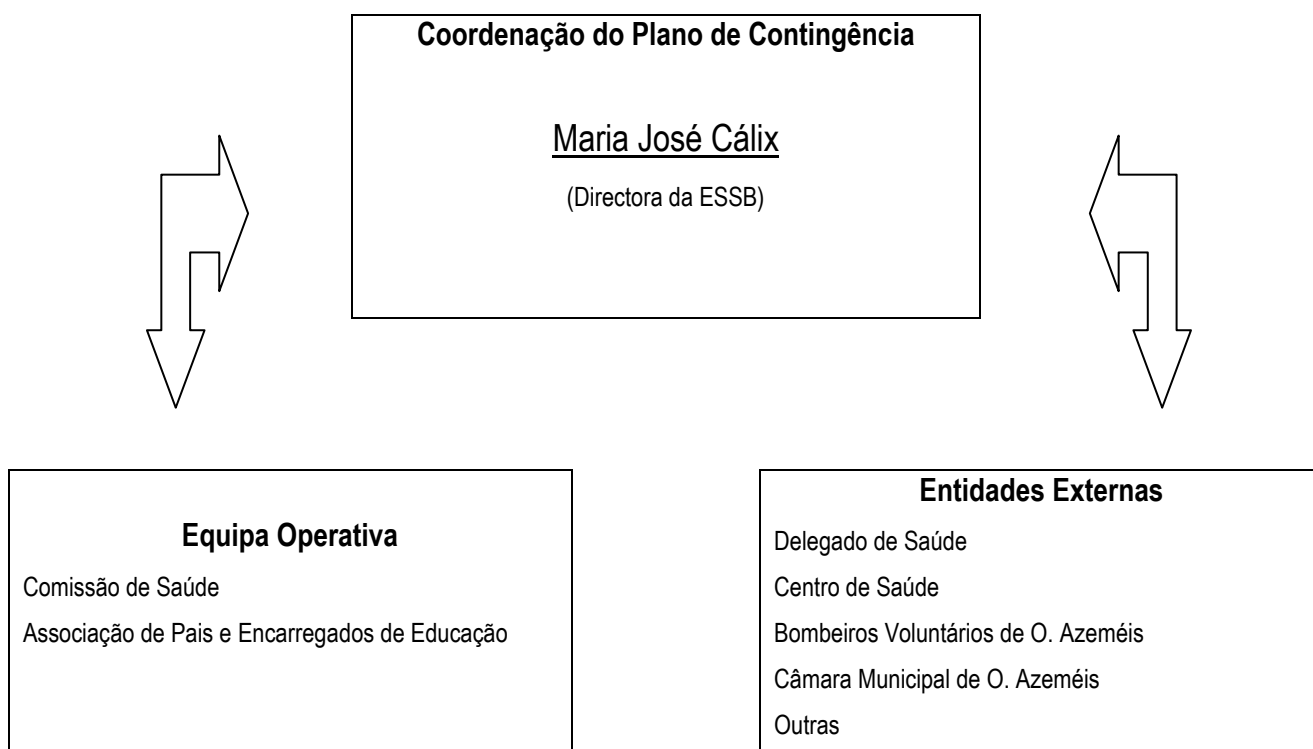 Coordenação do Plano de Contingência
Maria José Cálix
(Directora da ESSB)
Equipa Operativa
Comissão de Saúde
Associação de Pais e Encarregados de Educação
Entidades Externas
Delegado de Saúde
Centro de Saúde
Bombeiros Voluntários de O. Azeméis
Câmara Municipal de O. Azeméis
Outras